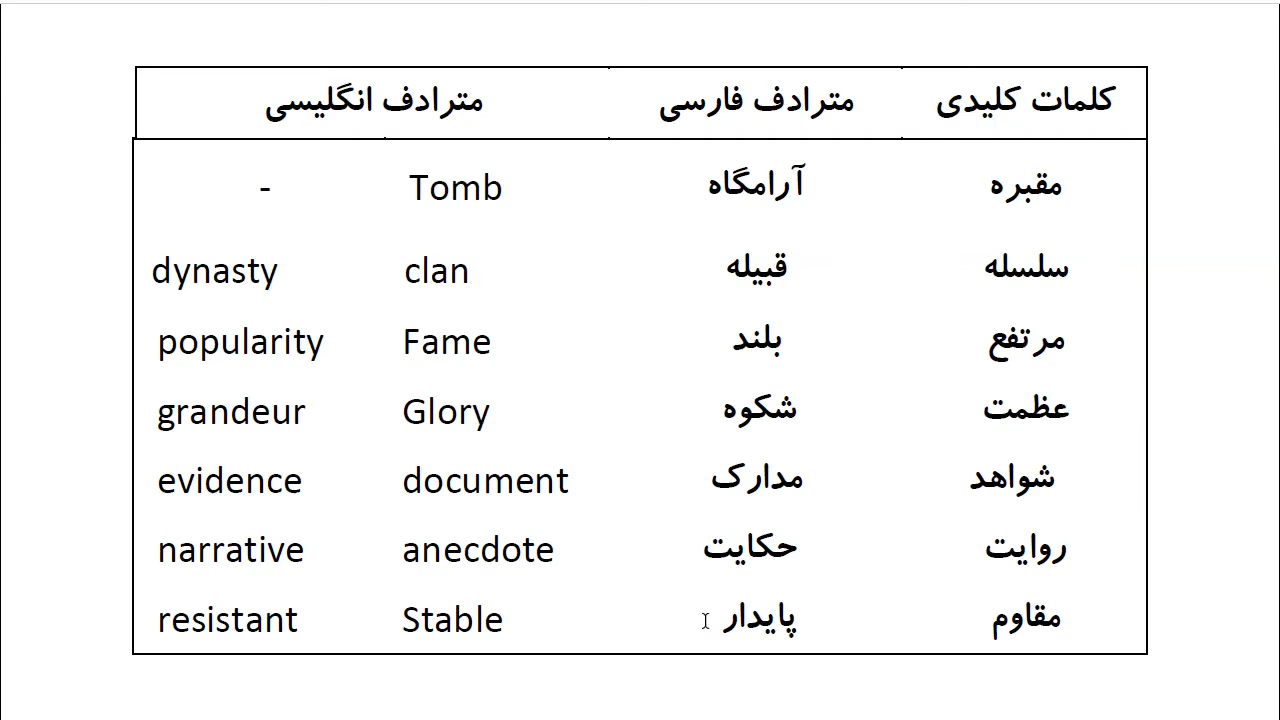 کلمات کلیدی مترادف فارسی مترادف انگلیسی
مقبره آرامگاه Tomb -
سلسله قبیله clan dynasty
مرتفع بلند Fame popularity
عظمت شکوه Glory grandeur
شواهد مدارک document evidence
روایت حکایت anecdote narrative
مقاوم پایدار Stable resistant